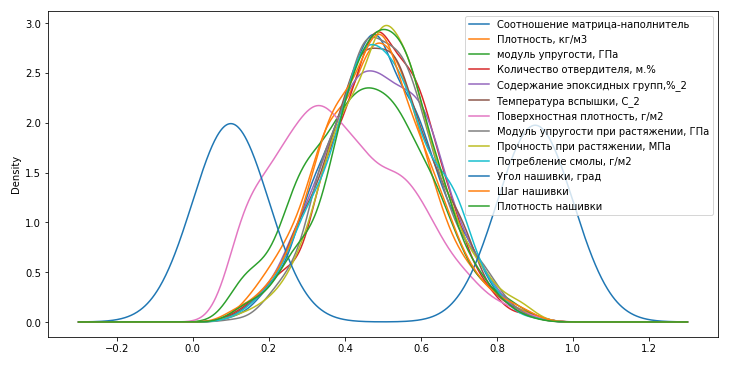 Соотношение матрица-наполнитель
Плотность, кг/м3
модуль упругости, ГПа
Количество отвердителя, м.%
Содержание эпоксидных групп,%_2
Температура вспышки, С_2
Поверхностная плотность, г/м2
Модуль упругости при растяжении, ГПа
Прочность при растяжении, МПа
Потребление смолы, г/м2
Угол нашивки, град
Шаг нашивки
Плотность нашивки
Density
3.0
2.5
2.0
1.5
1.0
0.5
0.0
−0.2 0.0 0.2 0.4 0.6 0.8 1.0 1.2